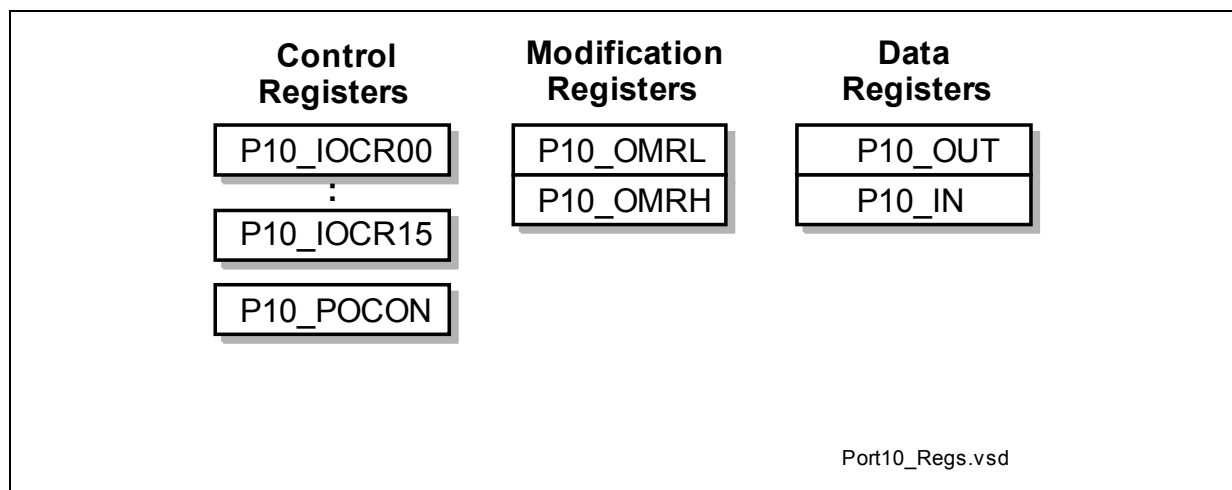 Control
Registers
P10_IOCR00
:
P10_IOCR15
P10_POCON
Modification
Registers
P10_OMRL
P10_OMRH
Data
Registers
P10_OUT
P10_IN
Port10_Regs.vsd